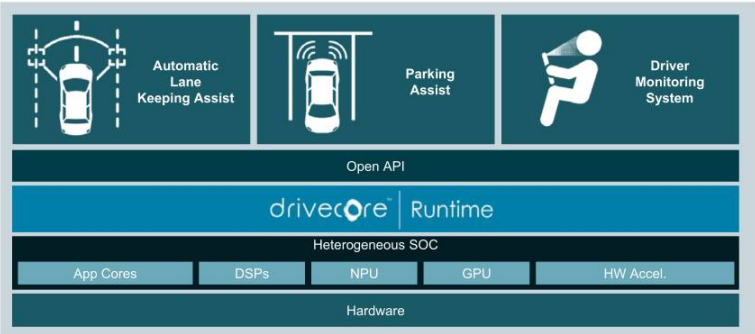 Automatic
Lane
Keeping Assist
Parking
Assist
Driver
Monitoring
System
Open API
drivecore™ Runtime
Heterogeneous SOC
App Cores DSPs NPU GPU HW Accel.
Hardware